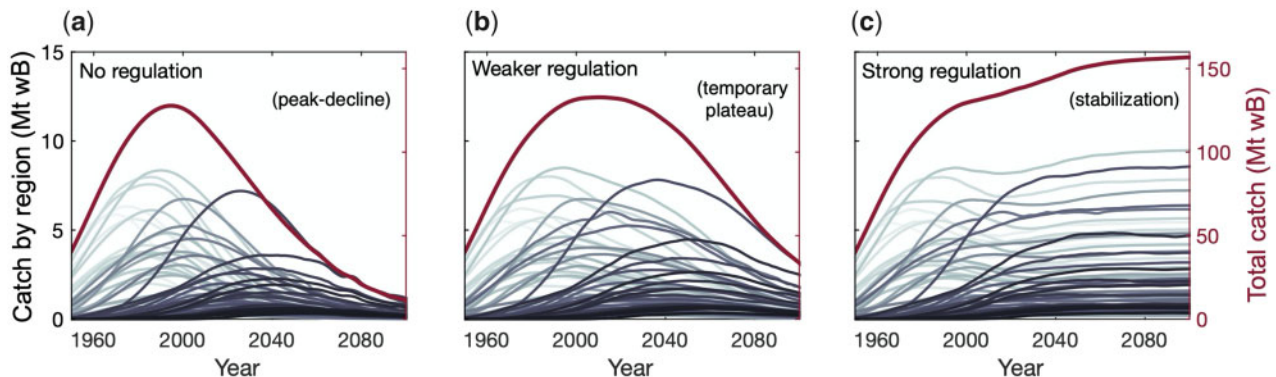 (a)
(b)
(c)
Catch by region (Mt wB)
15
10
5
0
No regulation
(peak-decline)
1960
2000
2040
2080
Year
Weaker regulation
(temporary
plateau)
1960
2000
2040
2080
Year
Strong regulation
(stabilization)
1960
2000
2040
2080
Year
150
100
50
0
Total catch (Mt wB)